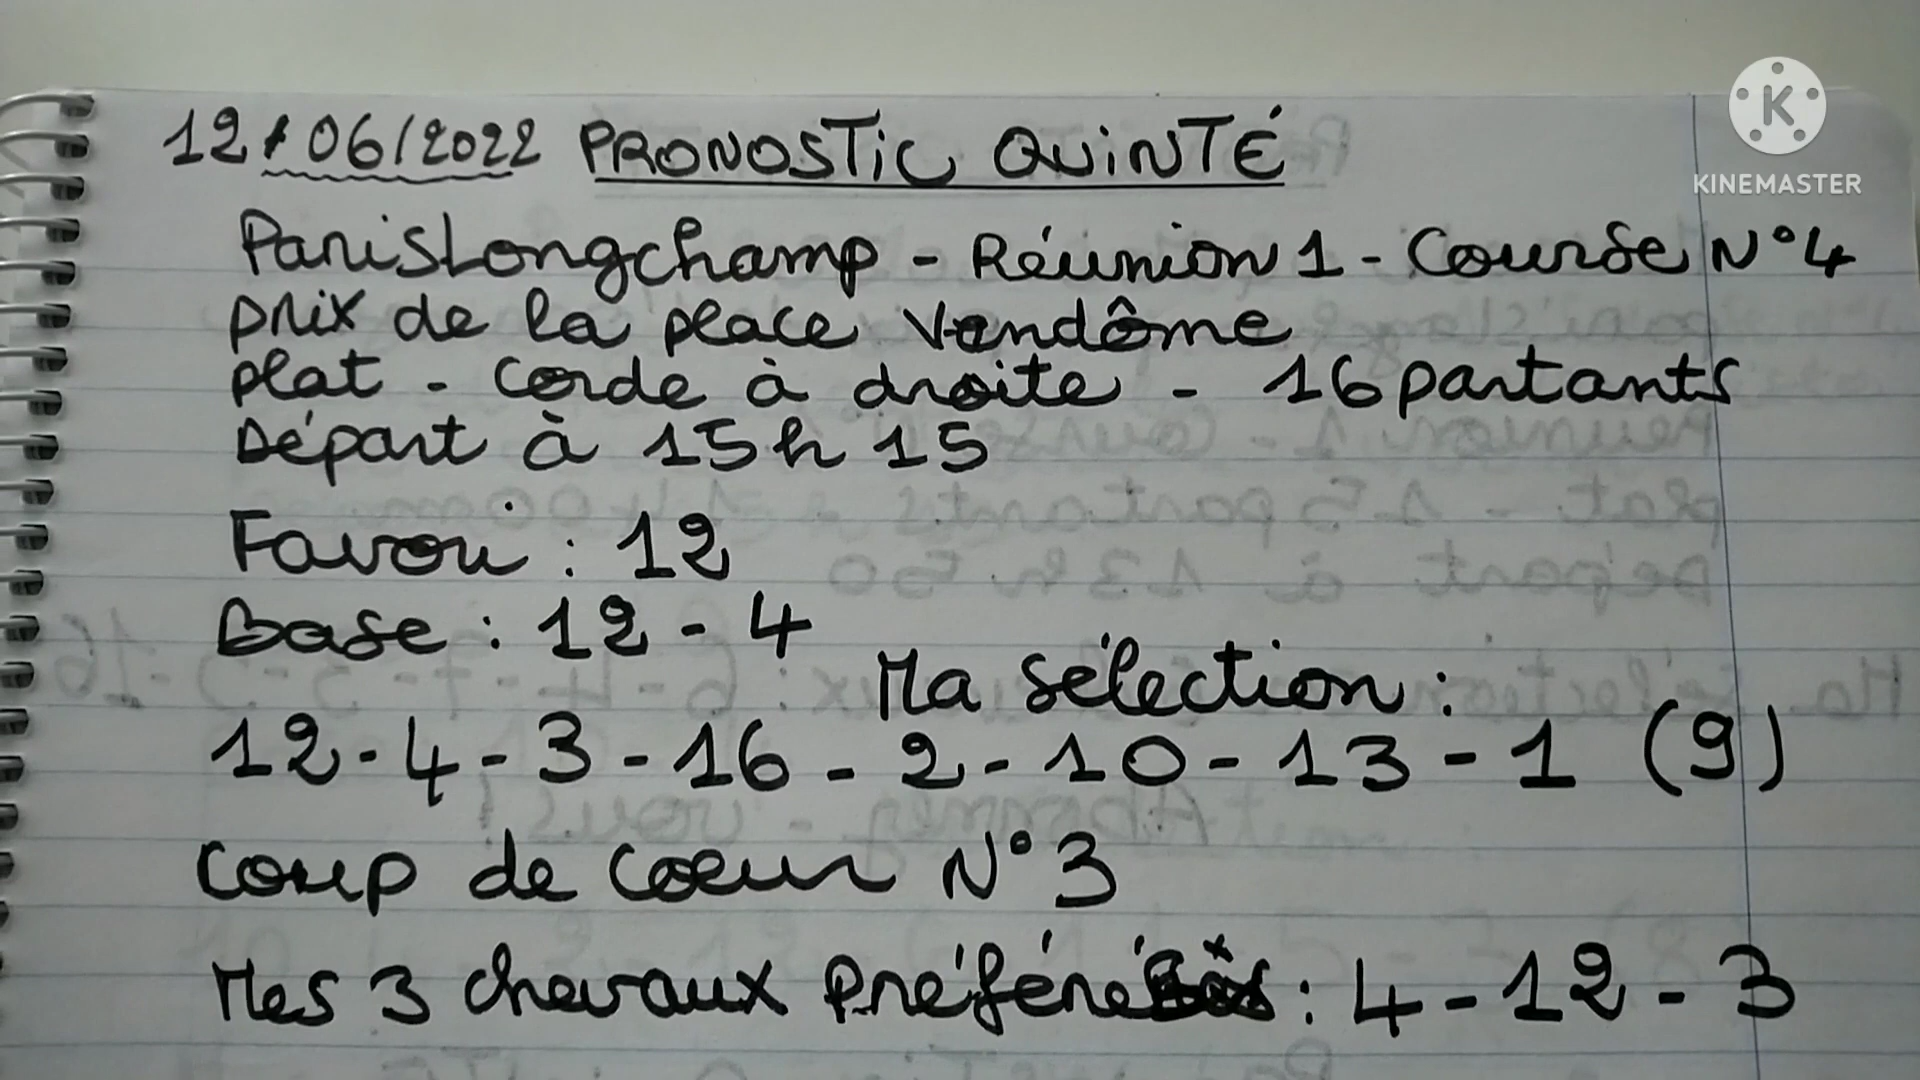 12/06/2022 PRONOSTIC QUINTÉ
K
KINEMASTER
ParisLongchamp - Réunion 1 - Course N°4
prix de la place Vendôme
plat - corde à droite - 16 partants
Départ à 15h15
Favori : 12
Base : 12 - 4
Ma sélection :
12 - 4 - 3 - 16 - 2 - 10 - 13 - 1 (9)
Coup de coeur N°3
Mes 3 chevaux préférés : 4 - 12 - 3